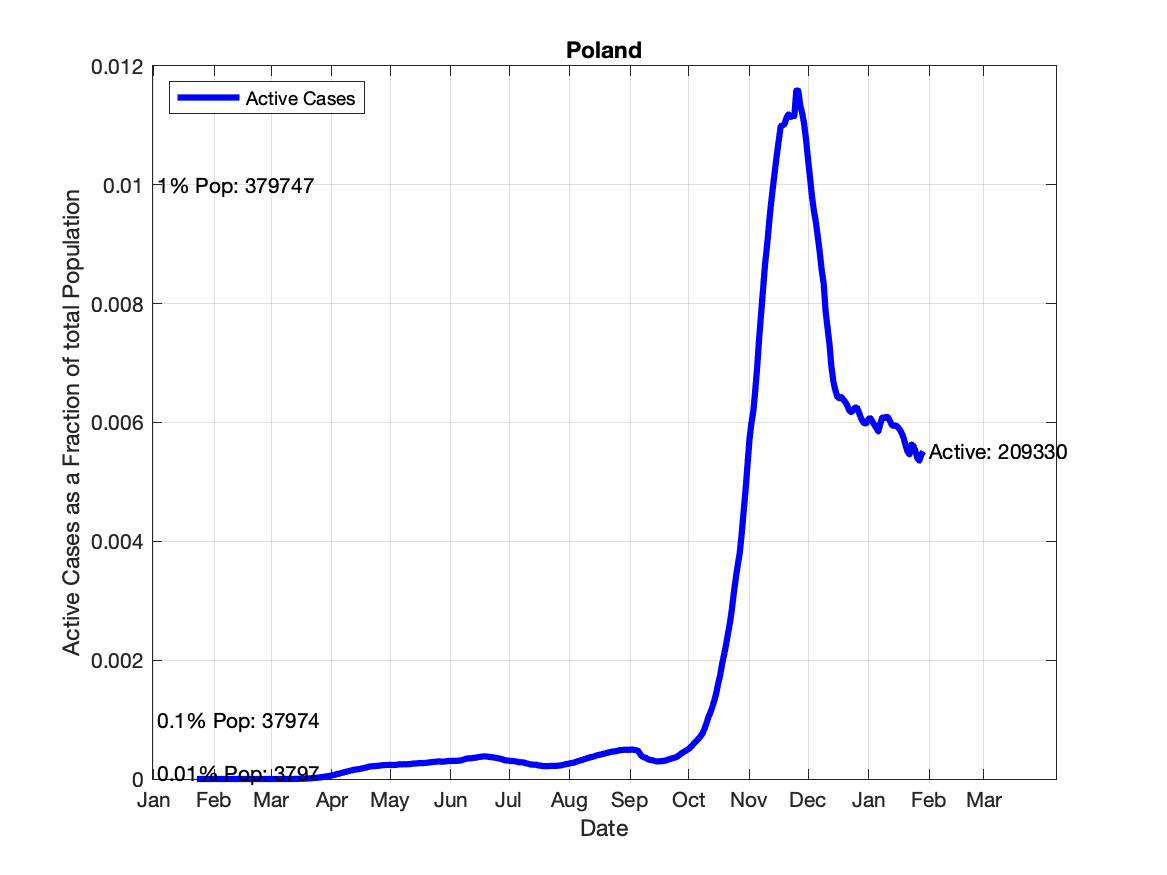 Poland
0.012
Active Cases
0.01
1% Pop: 379747
0.008
0.006
Active: 209330
0.004
0.002
0.1% Pop: 37974
0
0.01% Pop: 3797
Jan Feb Mar Apr May Jun Jul Aug Sep Oct Nov Dec Jan Feb Mar
Date
Active Cases as a Fraction of total Population